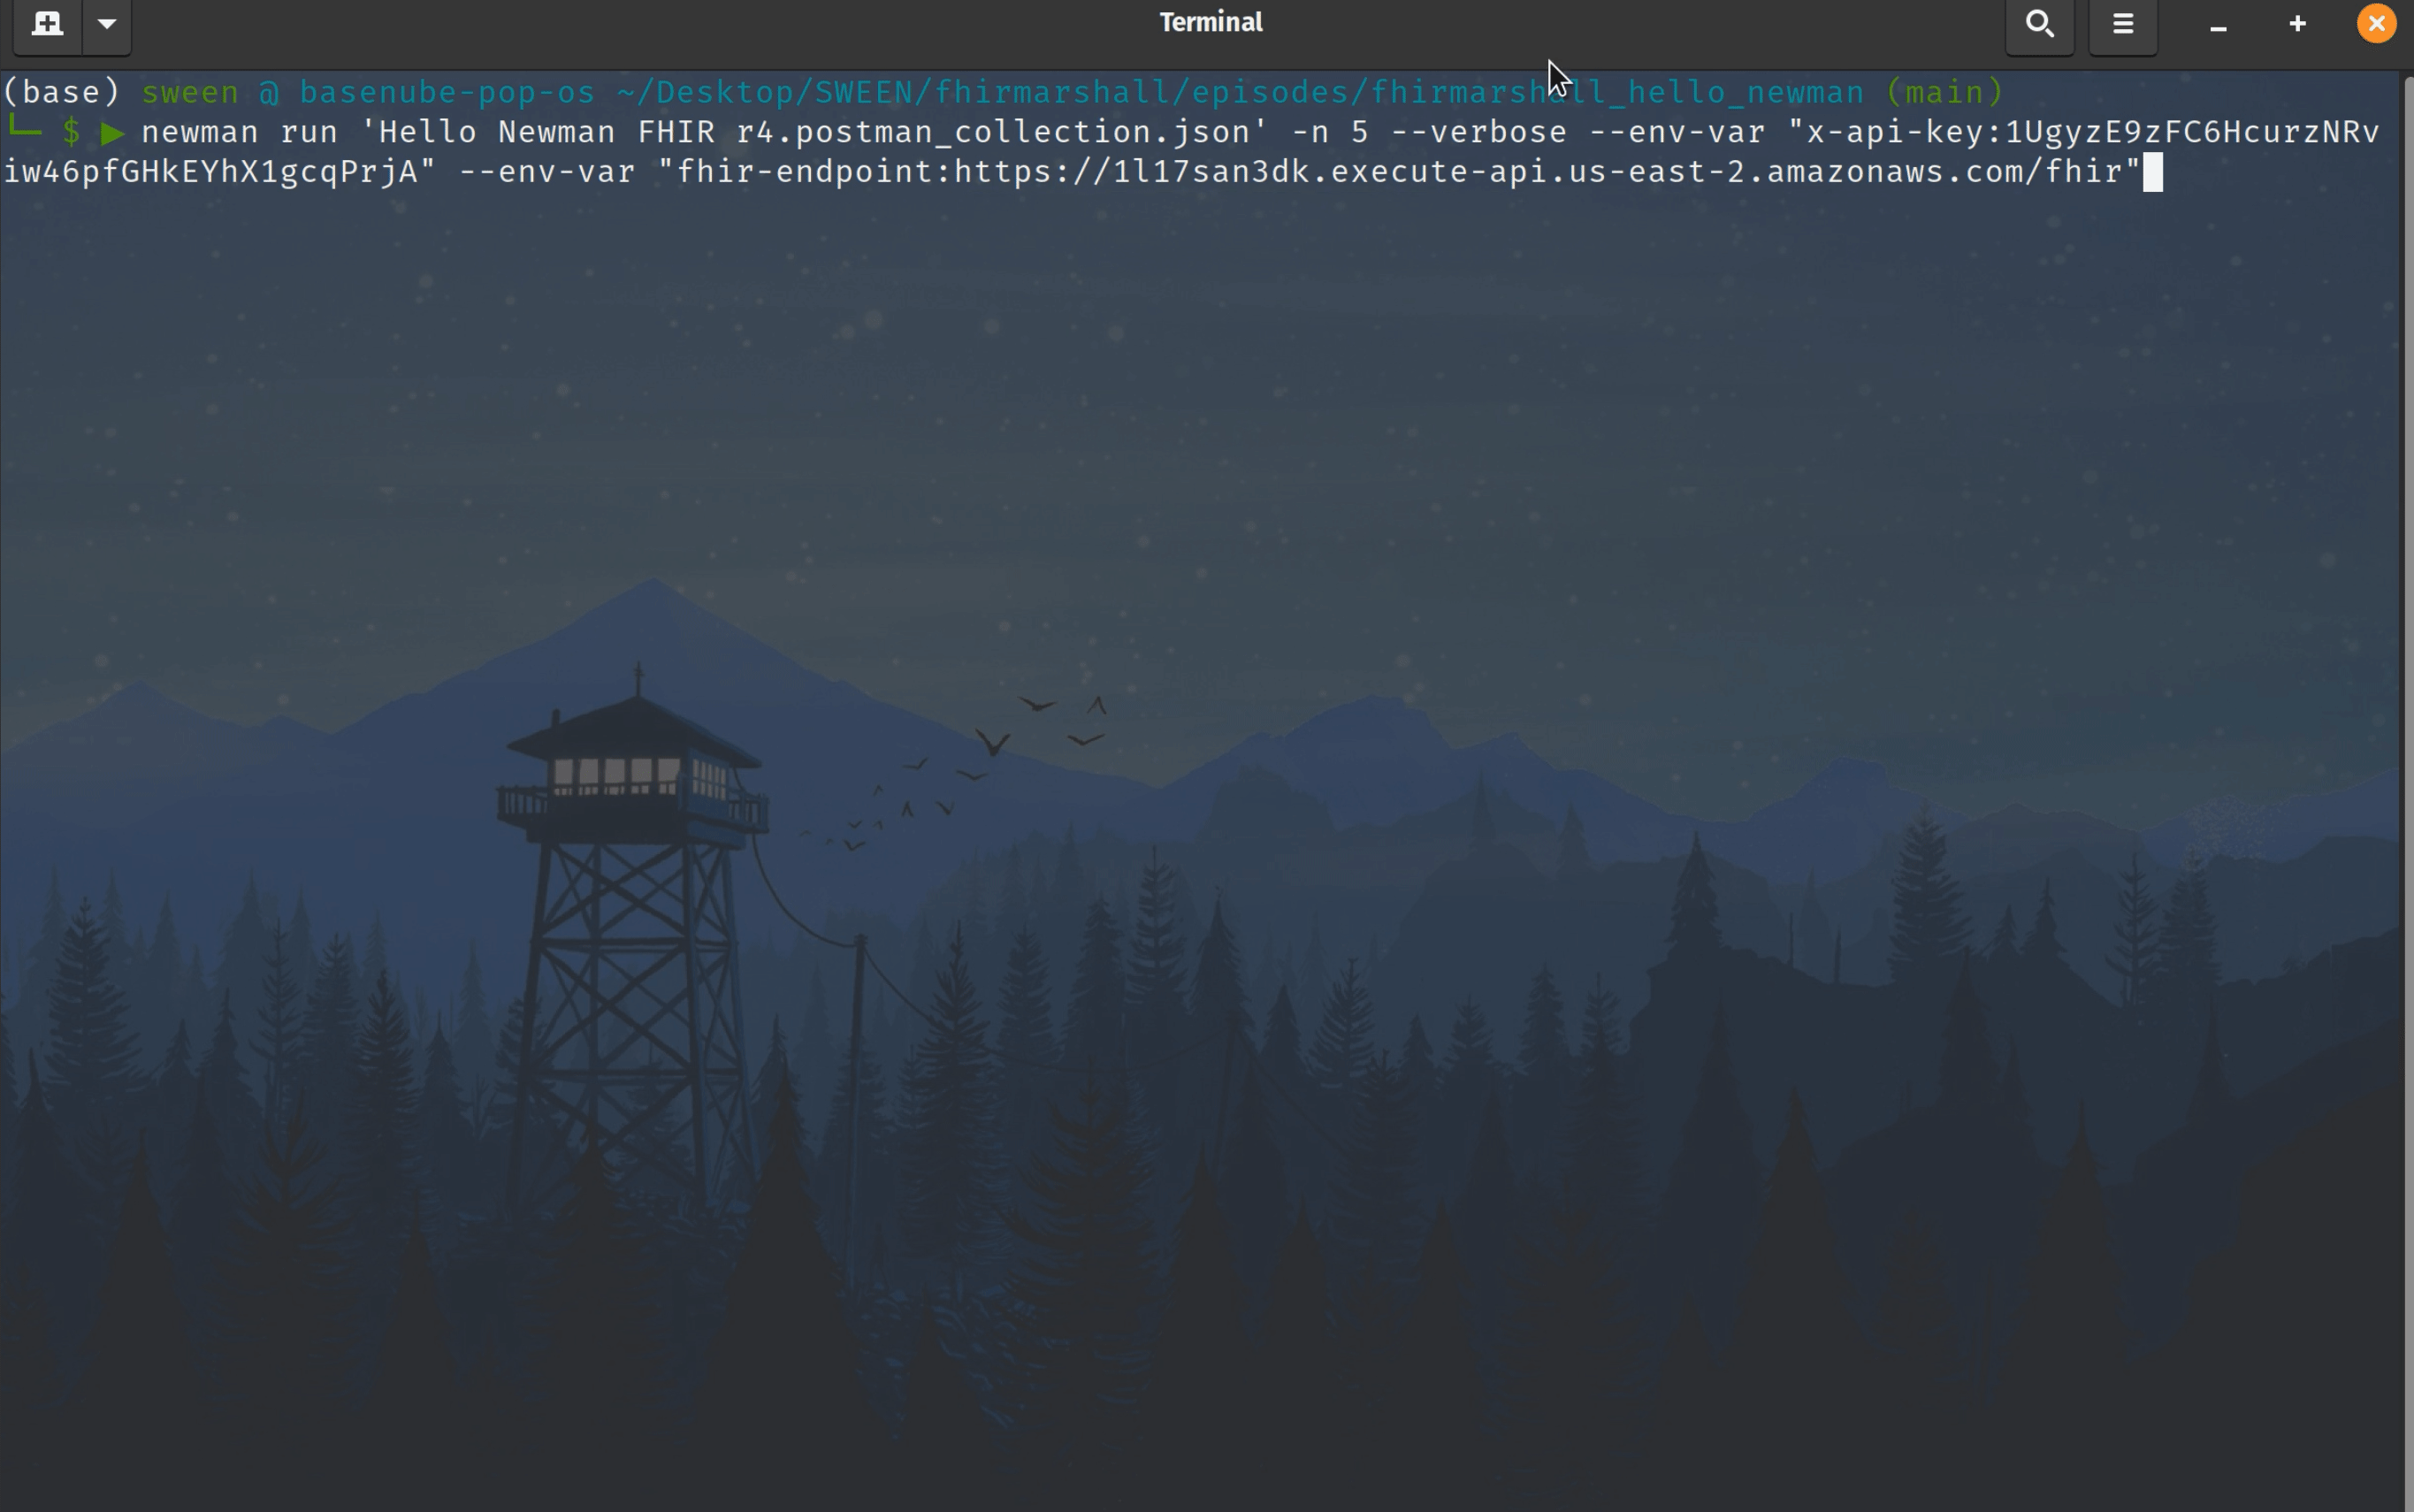 Terminal
(base) sween @ basenube-pop-os ~/Desktop/SWEEN/fhirmarshall/episodes/fhirmarshall_hello_newman (main)
└─ $ ▶ newman run 'Hello Newman FHIR r4.postman_collection.json' -n 5 --verbose --env-var "x-api-key:1UgyzE9zFC6HcurzNRv
iw46pfGHkEYhX1gcqPrjA" --env-var "fhir-endpoint:https://1l17san3dk.execute-api.us-east-2.amazonaws.com/fhir"